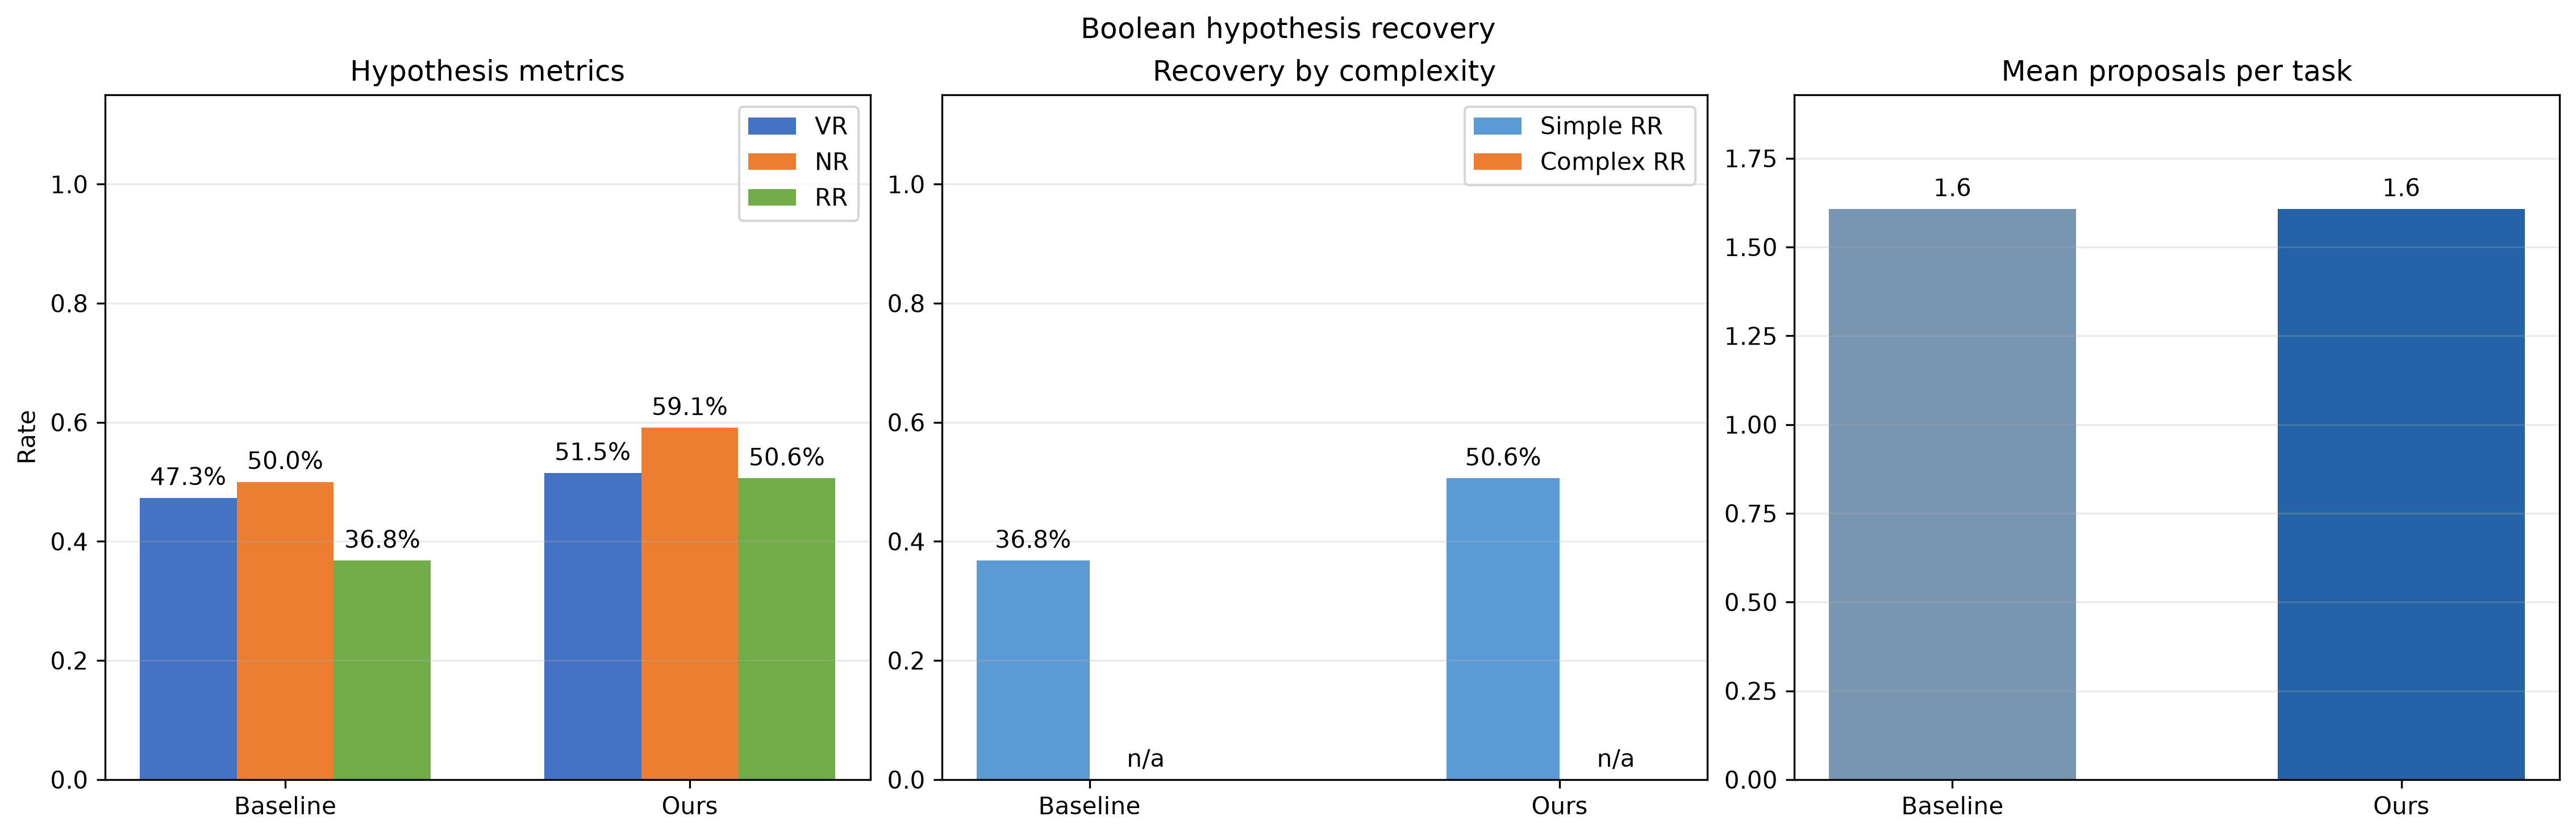 Boolean hypothesis recovery
Hypothesis metrics
Rate
1.0
0.8
0.6
0.4
0.2
0.0
VR
NR
RR
47.3%
50.0%
36.8%
51.5%
59.1%
50.6%
Baseline
Ours
Recovery by complexity
1.0
0.8
0.6
0.4
0.2
0.0
Simple RR
Complex RR
36.8%
n/a
50.6%
n/a
Baseline
Ours
Mean proposals per task
1.75
1.50
1.25
1.00
0.75
0.50
0.25
0.00
1.6
1.6
Baseline
Ours